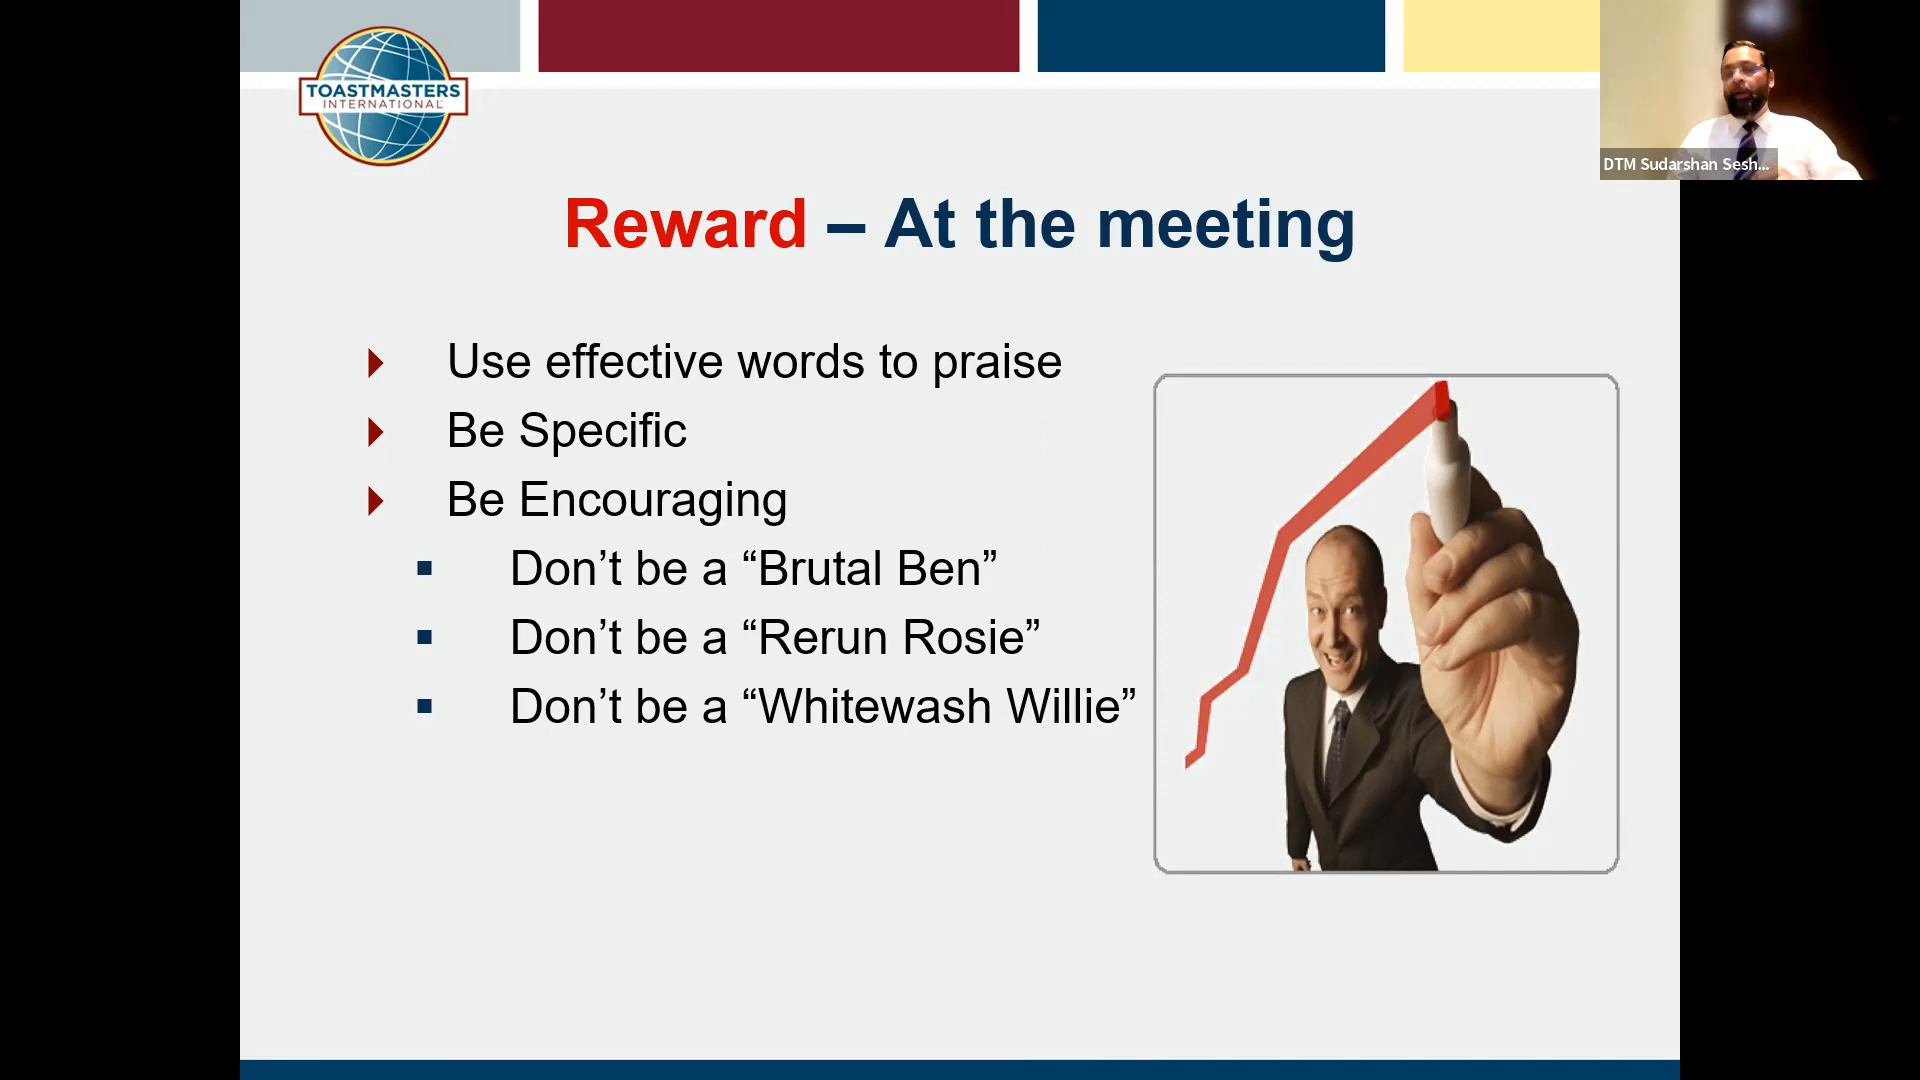 TOASTMASTERS
INTERNATIONAL
DTM Sudarshan Sesh...
Reward – At the meeting
Use effective words to praise
Be Specific
Be Encouraging
Don’t be a “Brutal Ben”
Don’t be a “Rerun Rosie”
Don’t be a “Whitewash Willie”